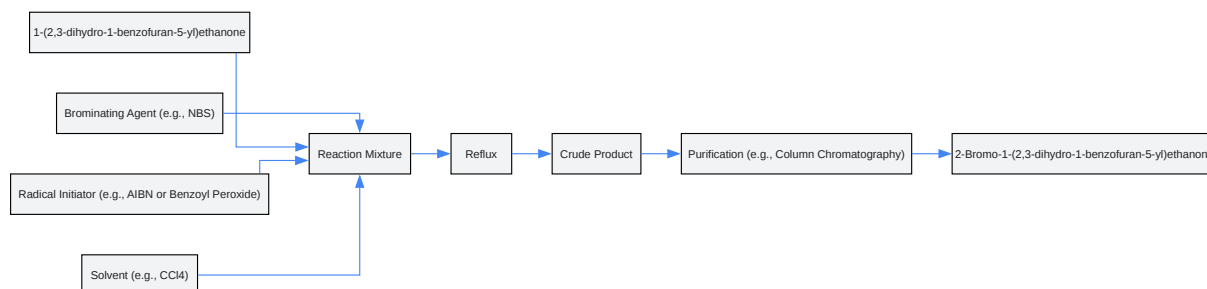 1-(2,3-dihydro-1-benzofuran-5-yl)ethanone
Brominating Agent (e.g., NBS)
Radical Initiator (e.g., AIBN or Benzoyl Peroxide)
Solvent (e.g., CCl4)
Reaction Mixture
Reflux
Crude Product
Purification (e.g., Column Chromatography)
2-Bromo-1-(2,3-dihydro-1-benzofuran-5-yl)ethanon